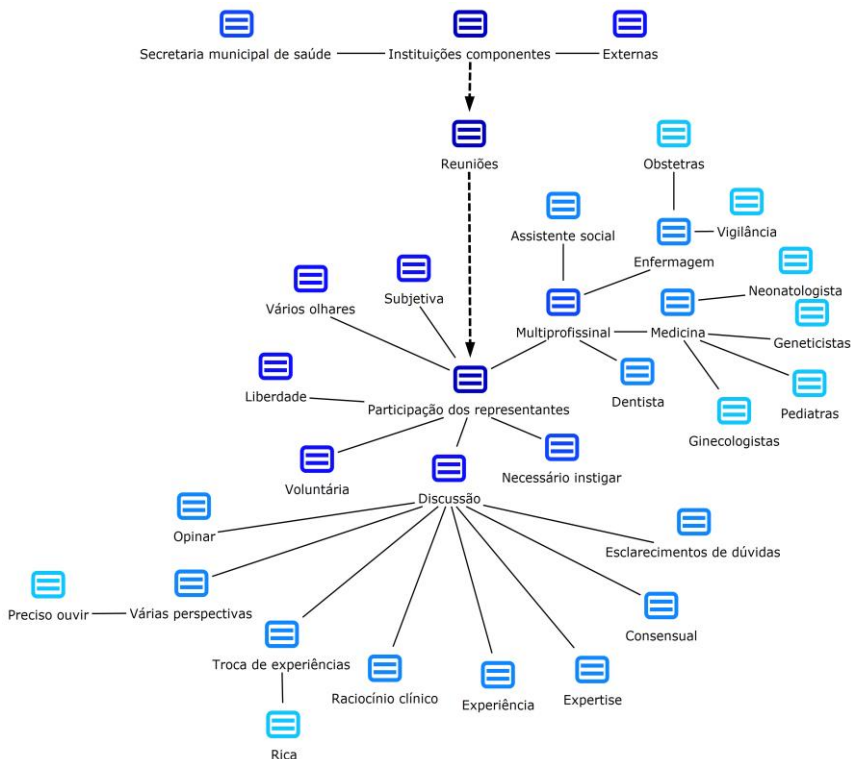 Secretaria municipal de saúde
Instituições componentes
Externas
Reuniões
Obstetras
Assistente social
Vigilância
Enfermagem
Subjetiva
Neonatologista
Vários olhares
Multiprofissinal
Medicina
Geneticistas
Liberdade
Dentista
Participação dos representantes
Pediatras
Ginecologistas
Voluntária
Necessário instigar
Discussão
Opinar
Esclarecimentos de dúvidas
Preciso ouvir
Várias perspectivas
Consensual
Troca de experiências
Raciocínio clínico
Experiência
Expertise
Rica